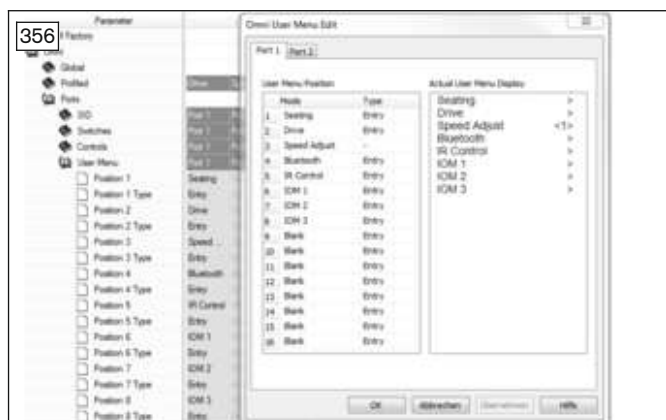 356
Parameter
Factory
Global
Profiled
Ports
SID
Switches
Controls
User Menu
Position 1 Seating
Position 1 Type Entry
Position 2 Drive
Position 2 Type Entry
Position 3 Speed ...
Position 3 Type Entry
Position 4 Bluetooth
Position 4 Type Entry
Position 5 IR Control
Position 5 Type Entry
Position 6 IOM 1
Position 6 Type Entry
Position 7 IOM 2
Position 7 Type Entry
Position 8 IOM 3
Position 8 Type Entry
Omni User Menu Edit
Part 1 Part 2
User Menu Position
Mode Type
1 Seating Entry
2 Drive Entry
3 Speed Adjust -
4 Bluetooth Entry
5 IR Control Entry
6 IOM 1 Entry
7 IOM 2 Entry
8 IOM 3 Entry
9 Blank Entry
10 Blank Entry
11 Blank Entry
12 Blank Entry
13 Blank Entry
14 Blank Entry
15 Blank Entry
16 Blank Entry
Actual User Menu Display
Seating >
Drive >
Speed Adjust <1>
Bluetooth >
IR Control >
IOM 1 >
IOM 2 >
IOM 3 >
OK Abbrechen Übernehmen Hilfe